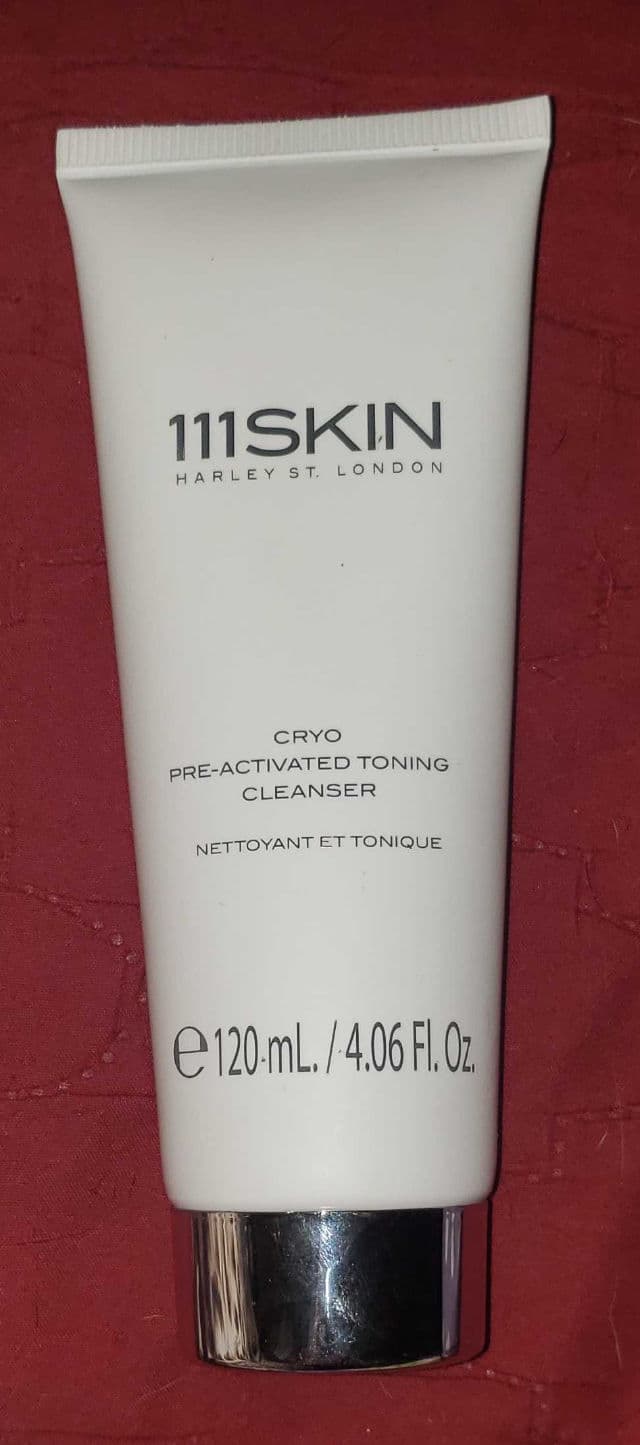 111SKIN
HARLEY ST. LONDON
CRYO
PRE-ACTIVATED TONING
CLEANSER
NETTOYANT ET TONIQUE
℮120 mL. / 4.06 Fl. Oz.